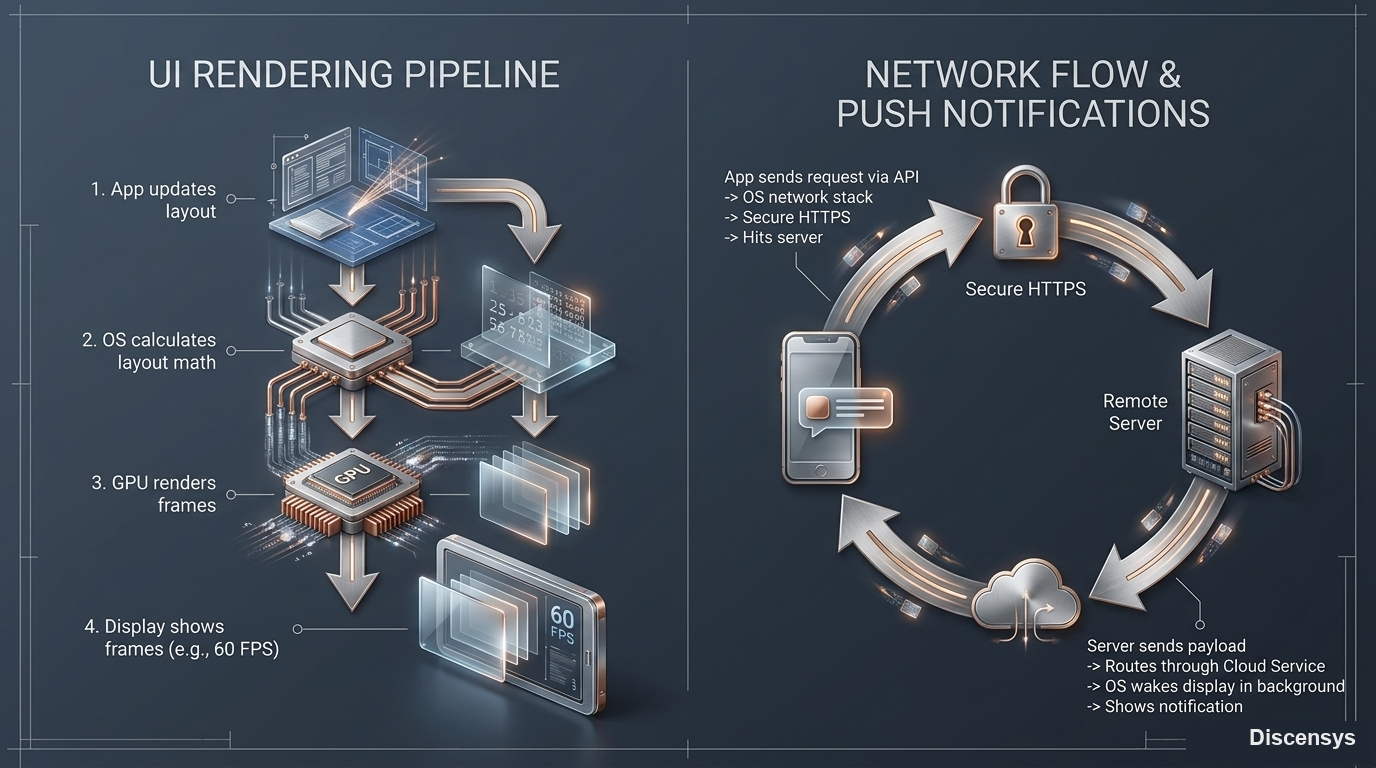 UI RENDERING PIPELINE
1. App updates
layout
2. OS calculates
layout math
3. GPU renders
frames
GPU
4. Display shows
frames (e.g., 60 FPS)
60
FPS
NETWORK FLOW &
PUSH NOTIFICATIONS
App sends request via API
-> OS network stack
-> Secure HTTPS
-> Hits server
Secure HTTPS
Remote
Server
Server sends payload
-> Routes through Cloud Service
-> OS wakes display in background
-> Shows notification
Discensys